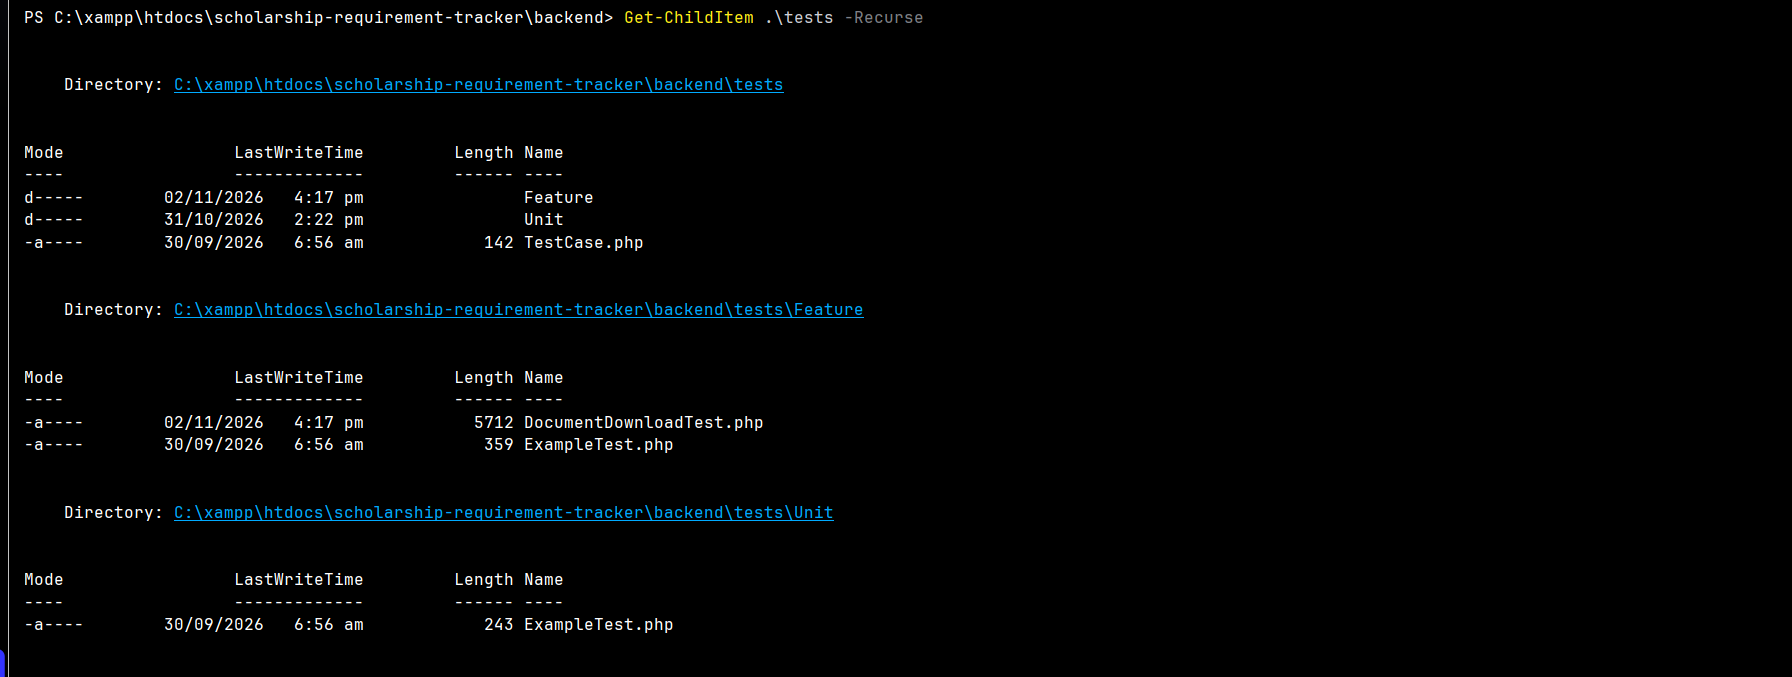 PS C:\xampp\htdocs\scholarship-requirement-tracker\backend> Get-ChildItem .\tests -Recurse
Directory: C:\xampp\htdocs\scholarship-requirement-tracker\backend\tests
Mode LastWriteTime Length Name
---- ------------- ------ ----
d----- 02/11/2026 4:17 pm Feature
d----- 31/10/2026 2:22 pm Unit
-a---- 30/09/2026 6:56 am 142 TestCase.php
Directory: C:\xampp\htdocs\scholarship-requirement-tracker\backend\tests\Feature
Mode LastWriteTime Length Name
---- ------------- ------ ----
-a---- 02/11/2026 4:17 pm 5712 DocumentDownloadTest.php
-a---- 30/09/2026 6:56 am 359 ExampleTest.php
Directory: C:\xampp\htdocs\scholarship-requirement-tracker\backend\tests\Unit
Mode LastWriteTime Length Name
---- ------------- ------ ----
-a---- 30/09/2026 6:56 am 243 ExampleTest.php